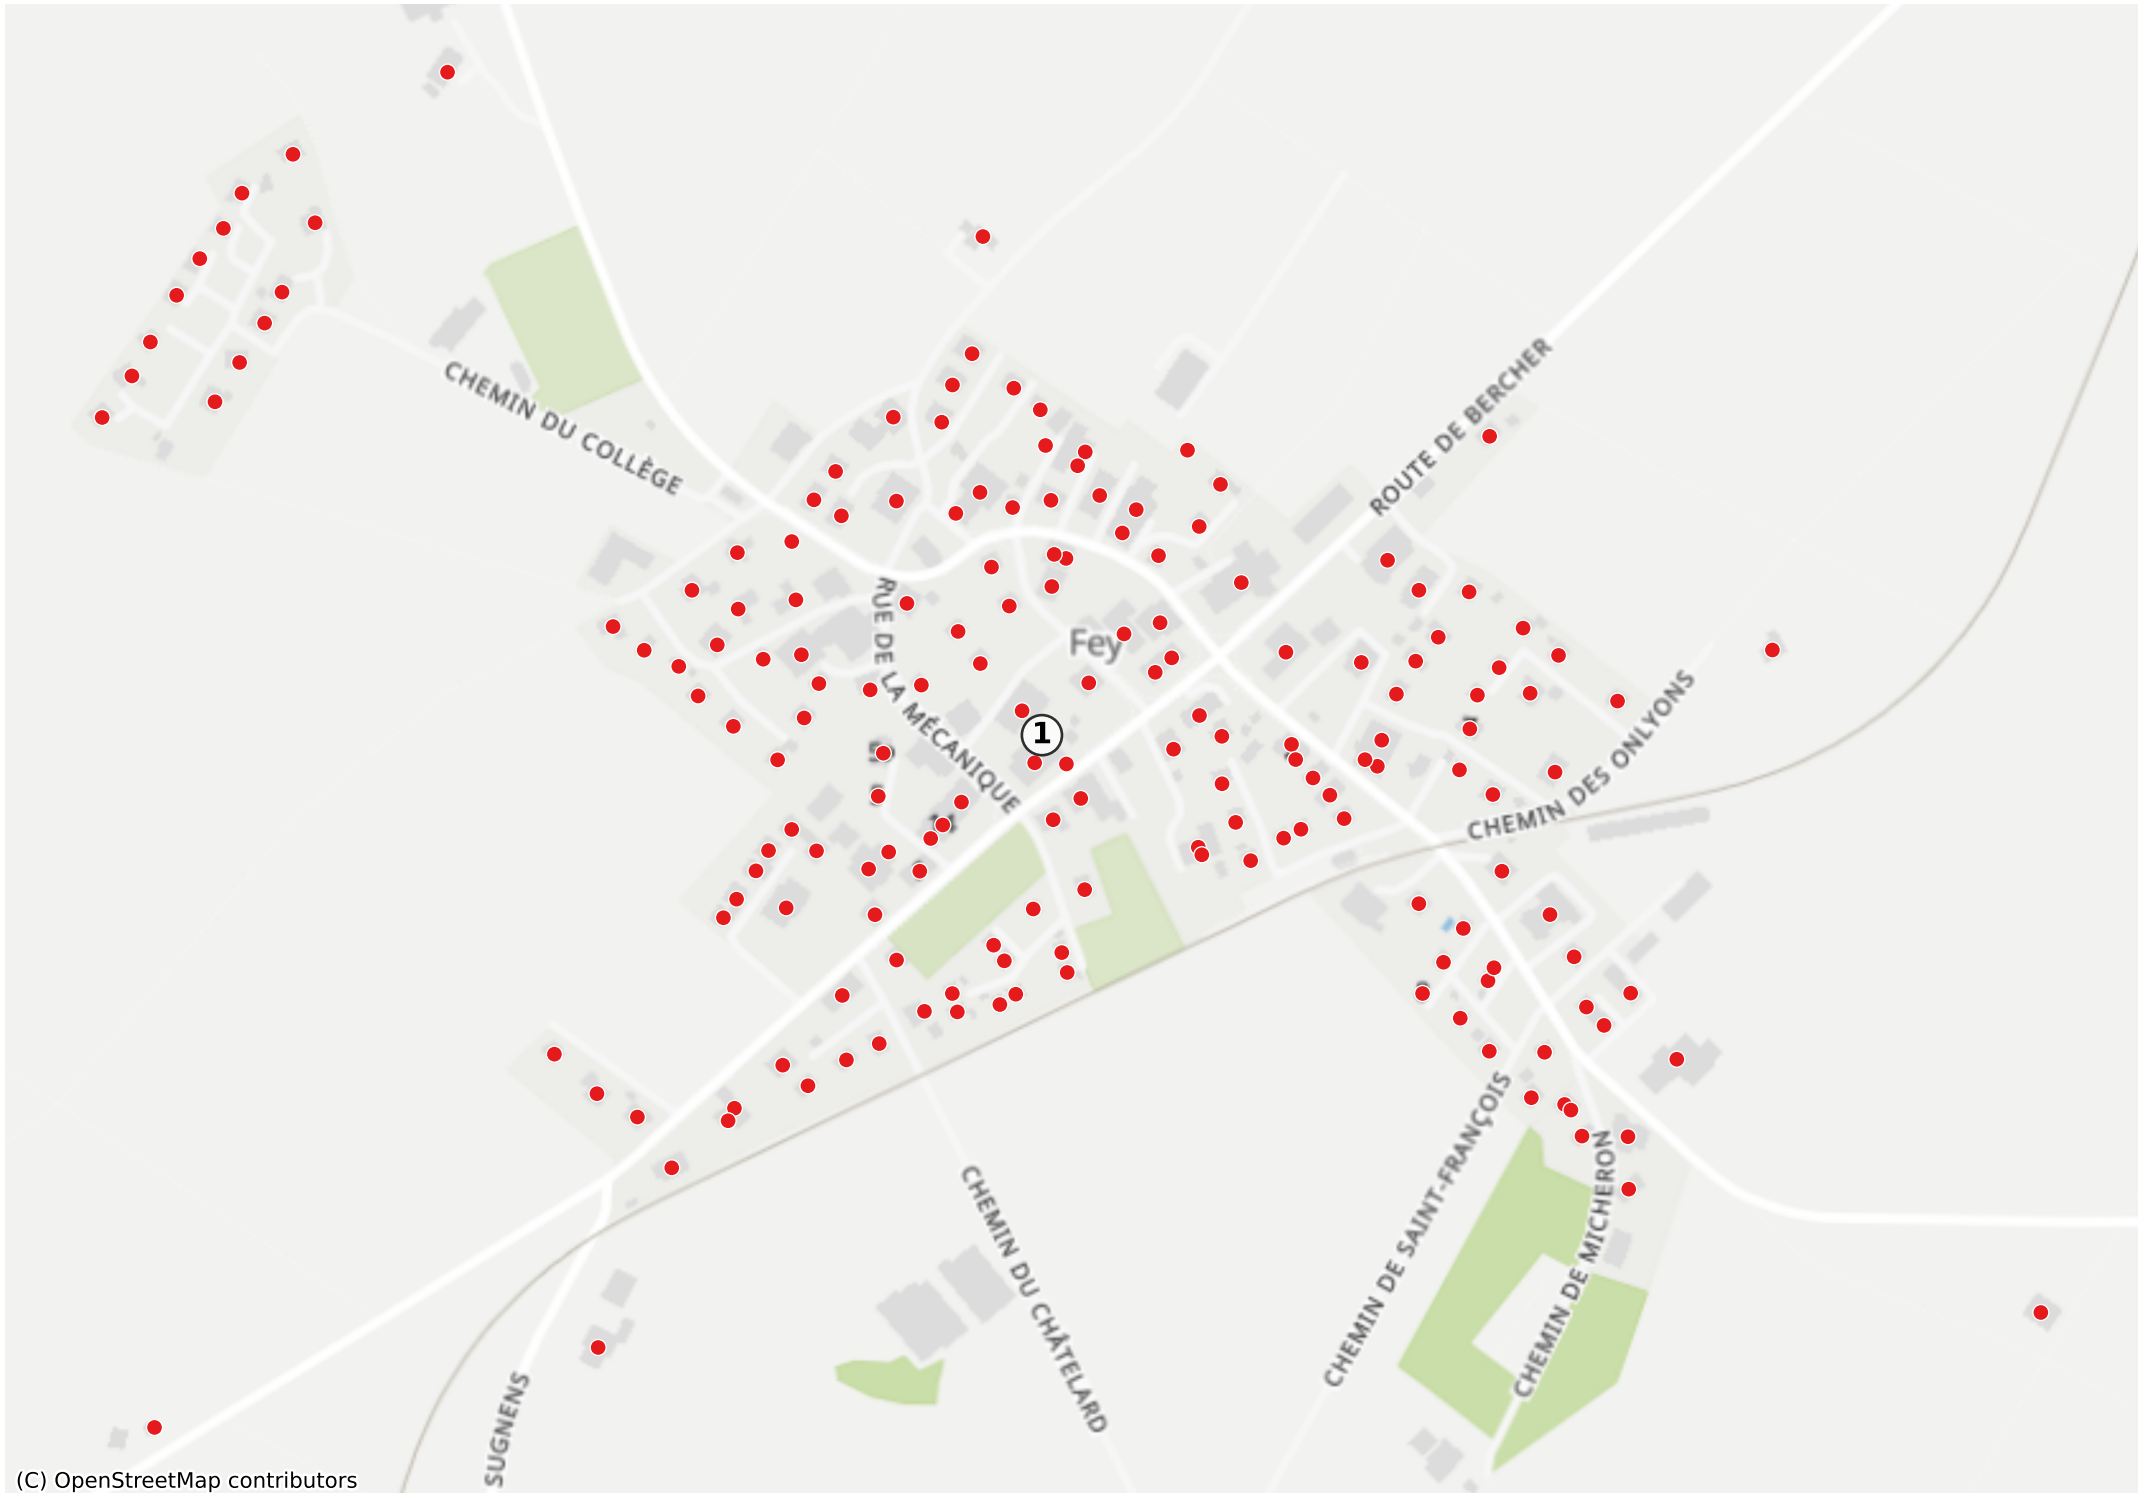 CHEMIN DU COLLÈGE
ROUTE DE BERCHER
RUE DE LA MÉCANIQUE
Fey
1
CHEMIN DES ONLYONS
CHEMIN DU CHÂTELARD
CHEMIN DE SAINT-FRANÇOIS
CHEMIN DE MICHERON
SUGNENS
(C) OpenStreetMap contributors